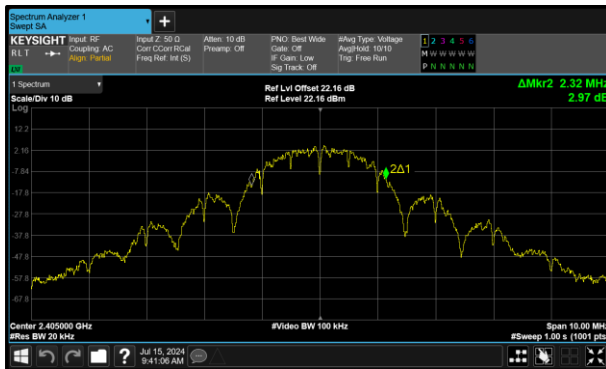 Spectrum Analyzer 1
Swept SA
KEYSIGHT
RLT
Input: RF
Coupling: AC
Align: Partial
Input Z: 50 Ω
Corr CCorr RCal
Freq Ref: Int (S)
Atten: 10 dB
Preamp: Off
PNO: Best Wide
Gate: Off
IF Gain: Low
Sig Track: Off
#Avg Type: Voltage
Avg|Hold: 10/10
Trig: Free Run
1 2 3 4 5 6
M W W W W W
P N N N N N
1 Spectrum
Scale/Div 10 dB
Log
Ref Lvl Offset 22.16 dB
Ref Level 22.16 dBm
ΔMkr2 2.32 MHz
2.97 dB
12.2
2.16
-7.84
-17.8
-27.8
-37.8
-47.8
-57.8
-67.8
2Δ1
Center 2.405000 GHz
#Res BW 20 kHz
#Video BW 100 kHz
Span 10.00 MHz
#Sweep 1.00 s (1001 pts)
?
Jul 15, 2024
9:41:06 AM